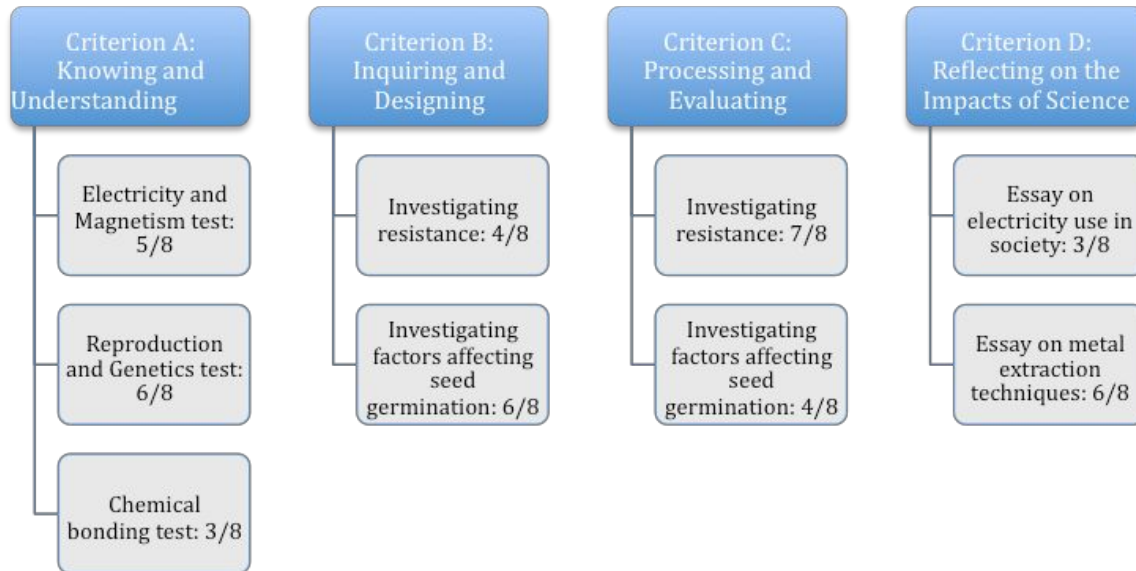 Criterion A:
Knowing and
Understanding
Electricity and
Magnetism test:
5/8
Reproduction
and Genetics test:
6/8
Chemical
bonding test: 3/8
Criterion B:
Inquiring and
Designing
Investigating
resistance: 4/8
Investigating
factors affecting
seed
germination: 6/8
Criterion C:
Processing and
Evaluating
Investigating
resistance: 7/8
Investigating
factors affecting
seed
germination: 4/8
Criterion D:
Reflecting on the
Impacts of Science
Essay on
electricity use in
society: 3/8
Essay on metal
extraction
techniques: 6/8